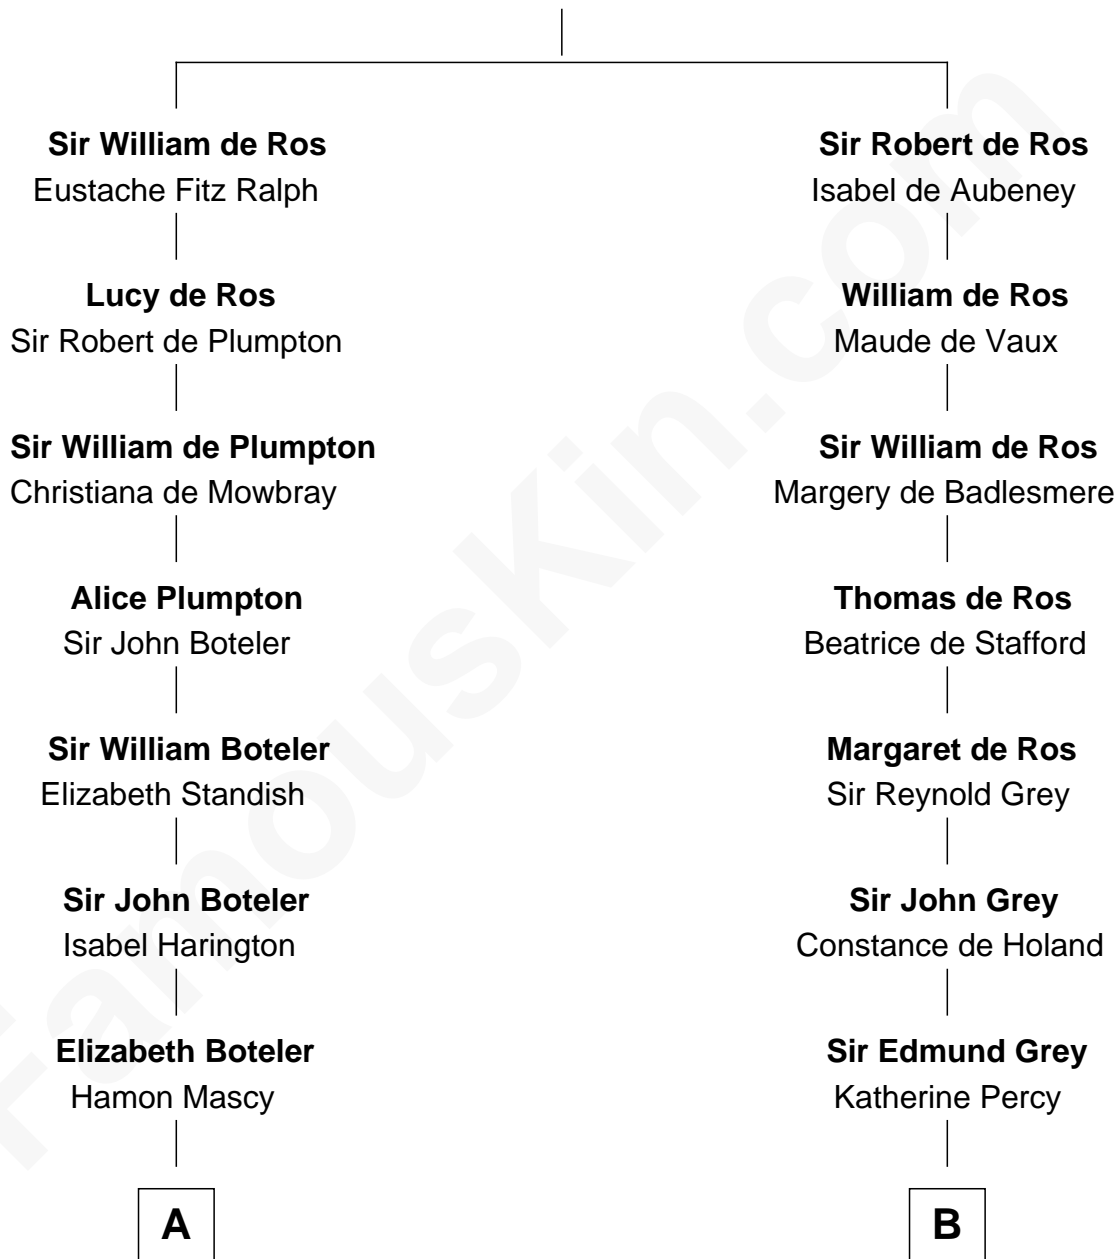 Sir William de Ros
Eustache Fitz Ralph
Lucy de Ros
Sir Robert de Plumpton
Sir William de Plumpton
Christiana de Mowbray
Alice Plumpton
Sir John Boteler
Sir William Boteler
Elizabeth Standish
Sir John Boteler
Isabel Harington
Elizabeth Boteler
Hamon Mascy
A
Sir Robert de Ros
Isabel de Aubeney
William de Ros
Maude de Vaux
Sir William de Ros
Margery de Badlesmere
Thomas de Ros
Beatrice de Stafford
Margaret de Ros
Sir Reynold Grey
Sir John Grey
Constance de Holand
Sir Edmund Grey
Katherine Percy
B
FamousKin.com